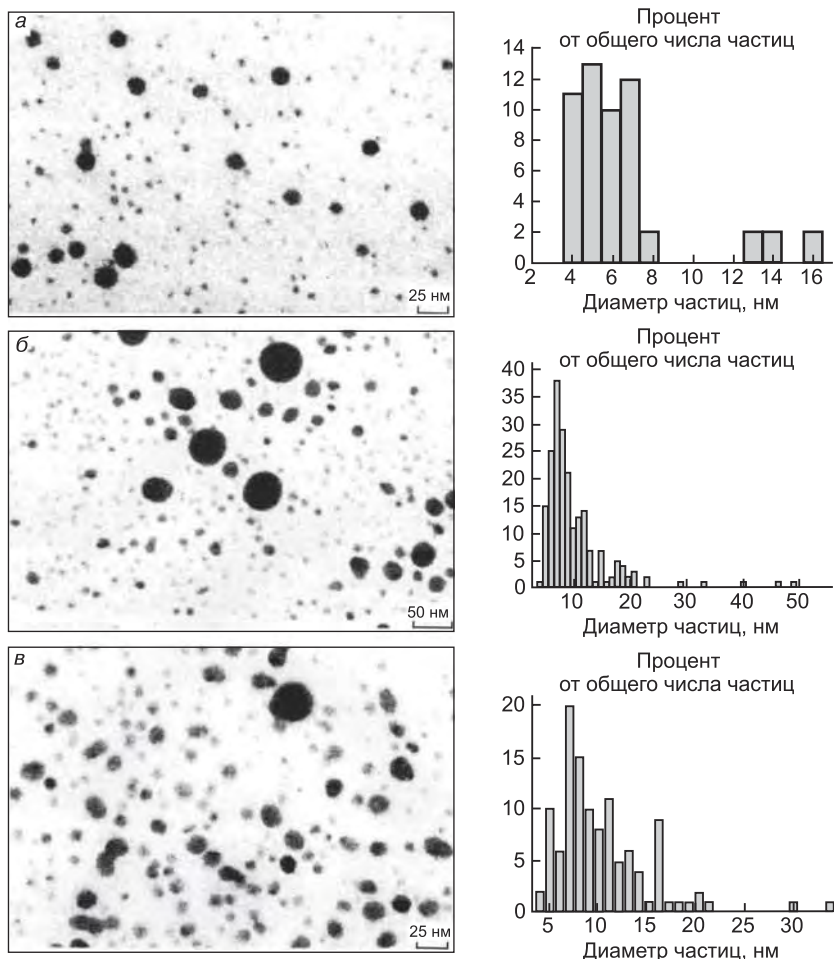 а
25 нм
Процент
от общего числа частиц
14
12
10
8
6
4
2
0
2 4 6 8 10 12 14 16
Диаметр частиц, нм
б
50 нм
Процент
от общего числа частиц
40
35
30
25
20
15
10
5
0
10 20 30 40 50
Диаметр частиц, нм
в
25 нм
Процент
от общего числа частиц
20
15
10
5
0
5 10 15 20 25 30
Диаметр частиц, нм